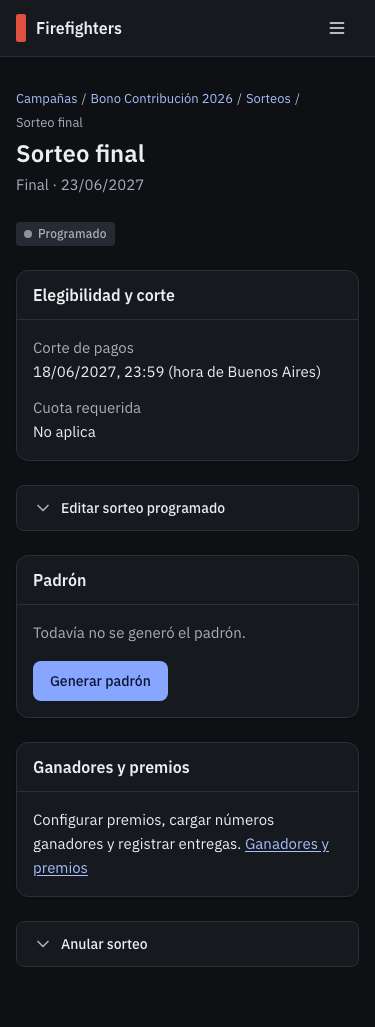 Firefighters
Campañas / Bono Contribución 2026 / Sorteos /
Sorteo final
Sorteo final
Final · 23/06/2027
Programado
Elegibilidad y corte
Corte de pagos
18/06/2027, 23:59 (hora de Buenos Aires)
Cuota requerida
No aplica
Editar sorteo programado
Padrón
Todavía no se generó el padrón.
Generar padrón
Ganadores y premios
Configurar premios, cargar números
ganadores y registrar entregas. Ganadores y
premios
Anular sorteo